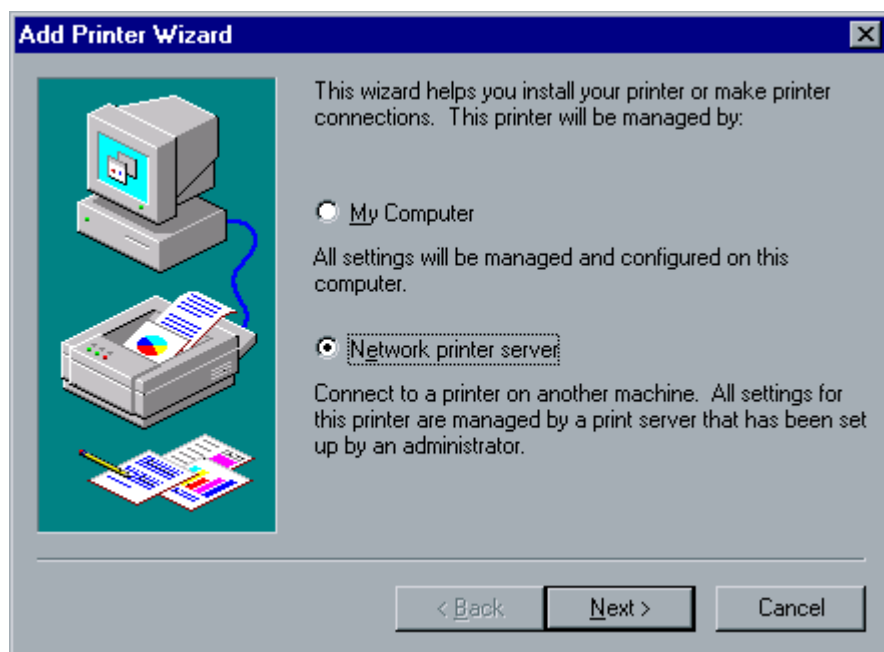 Add Printer Wizard
This wizard helps you install your printer or make printer
connections.  This printer will be managed by:
My Computer
All settings will be managed and configured on this
computer.
Network printer server
Connect to a printer on another machine.  All settings for
this printer are managed by a print server that has been set
up by an administrator.
< Back
Next >
Cancel